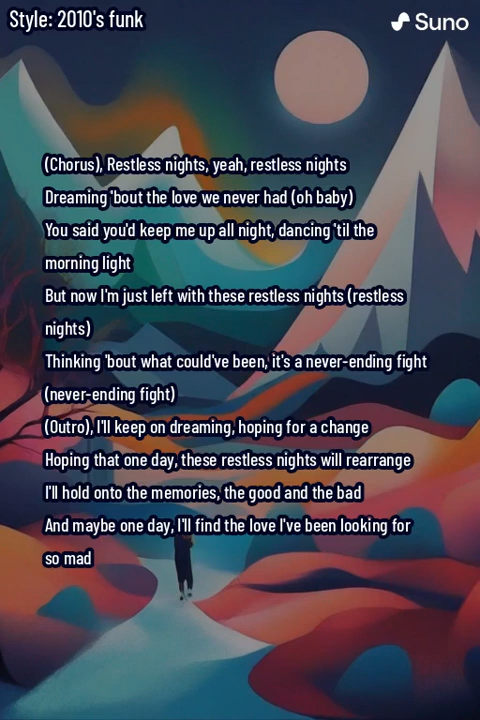 Style: 2010's funk
Suno
(Chorus), Restless nights, yeah, restless nights
Dreaming 'bout the love we never had (oh baby)
You said you'd keep me up all night, dancing 'til the
morning light
But now I'm just left with these restless nights (restless
nights)
Thinking 'bout what could've been, it's a never-ending fight
(never-ending fight)
(Outro), I'll keep on dreaming, hoping for a change
Hoping that one day, these restless nights will rearrange
I'll hold onto the memories, the good and the bad
And maybe one day, I'll find the love I've been looking for
so mad